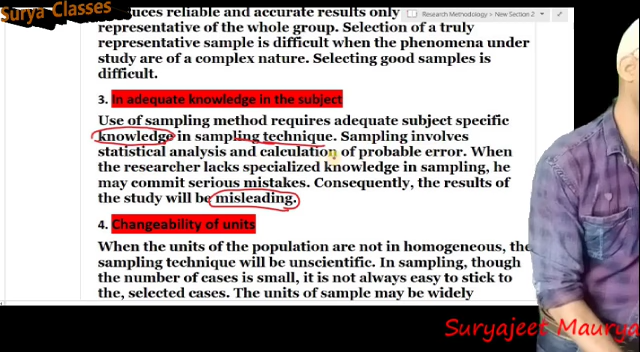 Surya Classes
Research Methodology » New Section 2
duces reliable and accurate results only
representative of the whole group. Selection of a truly
representative sample is difficult when the phenomena under
study are of a complex nature. Selecting good samples is
difficult.
3. In adequate knowledge in the subject
Use of sampling method requires adequate subject specific
knowledge in sampling technique. Sampling involves
statistical analysis and calculation of probable error. When
the researcher lacks specialized knowledge in sampling, he
may commit serious mistakes. Consequently, the results of
the study will be misleading.
4. Changeability of units
When the units of the population are not in homogeneous, the
sampling technique will be unscientific. In sampling, though
the number of cases is small, it is not always easy to stick to
the, selected cases. The units of sample may be widely
Suryajeet Maurya